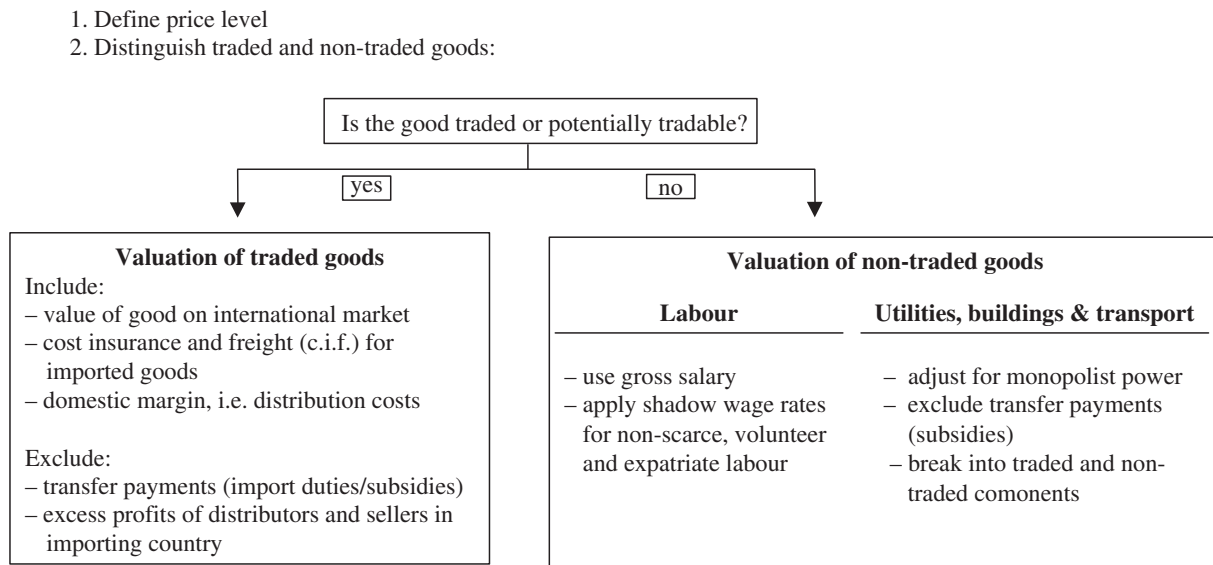 1. Define price level
2. Distinguish traded and non-traded goods:
Is the good traded or potentially tradable?
yes
no
Valuation of traded goods
Include:
– value of good on international market
– cost insurance and freight (c.i.f.) for
imported goods
– domestic margin, i.e. distribution costs
Exclude:
– transfer payments (import duties/subsidies)
– excess profits of distributors and sellers in
importing country
Valuation of non-traded goods
Labour
– use gross salary
– apply shadow wage rates
for non-scarce, volunteer
and expatriate labour
Utilities, buildings & transport
– adjust for monopolist power
– exclude transfer payments
(subsidies)
– break into traded and non-
traded comonents